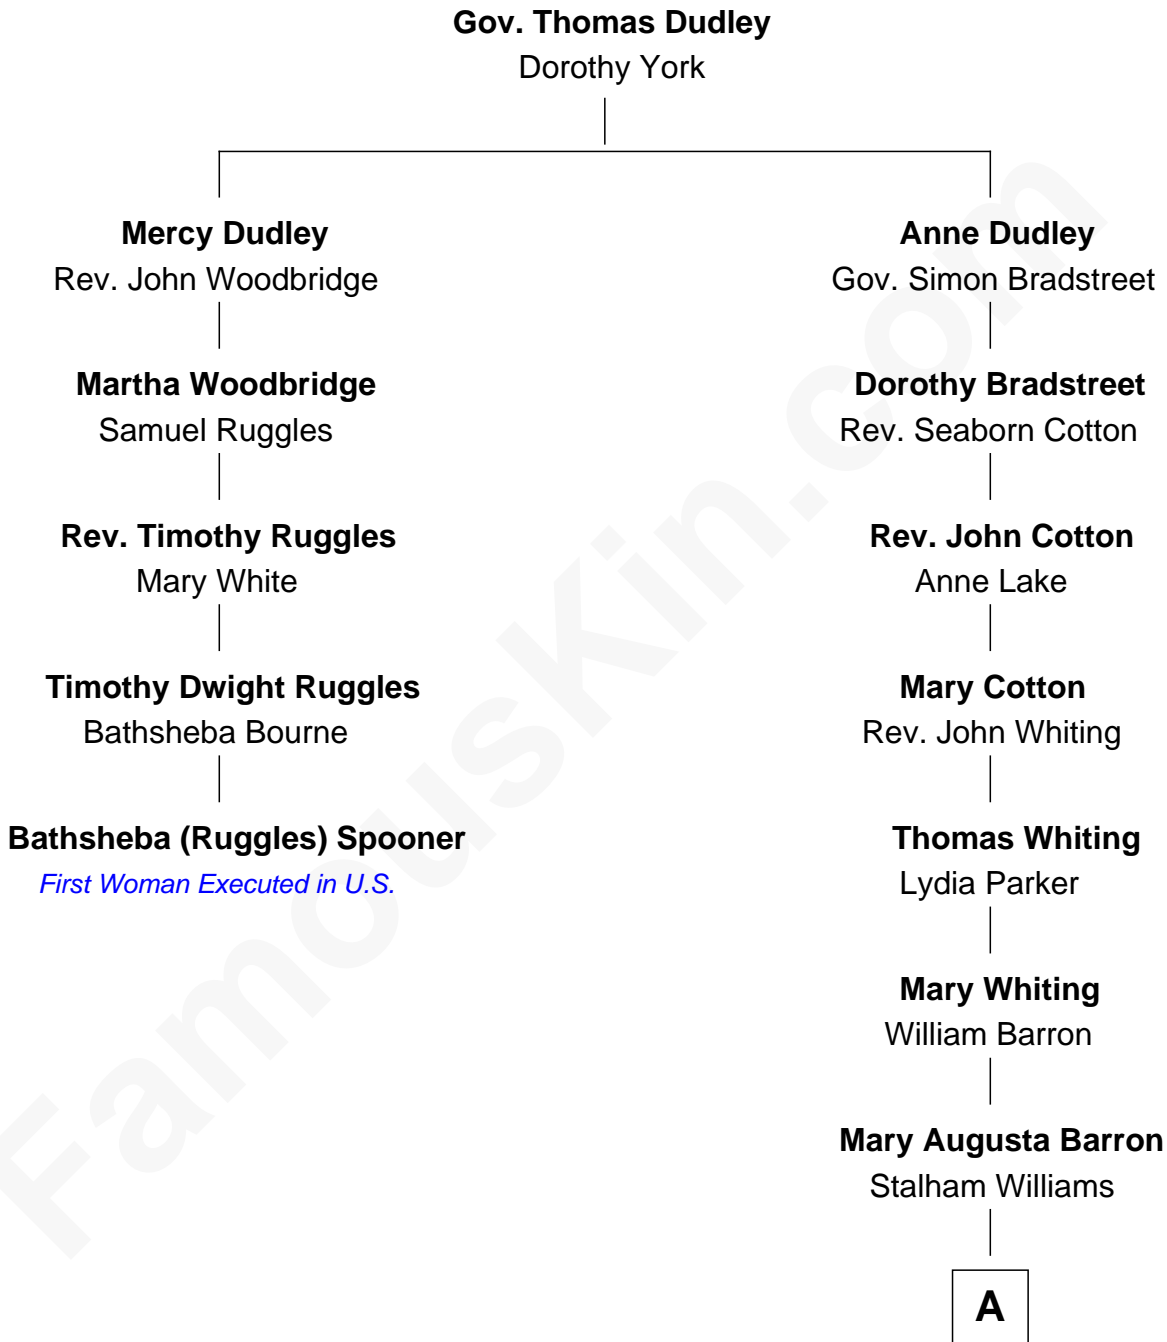 Gov. Thomas Dudley
Dorothy York
Mercy Dudley
Rev. John Woodbridge
Martha Woodbridge
Samuel Ruggles
Rev. Timothy Ruggles
Mary White
Timothy Dwight Ruggles
Bathsheba Bourne
Bathsheba (Ruggles) Spooner
First Woman Executed in U.S.
Anne Dudley
Gov. Simon Bradstreet
Dorothy Bradstreet
Rev. Seaborn Cotton
Rev. John Cotton
Anne Lake
Mary Cotton
Rev. John Whiting
Thomas Whiting
Lydia Parker
Mary Whiting
William Barron
Mary Augusta Barron
Stalham Williams
A
FamousKin.com